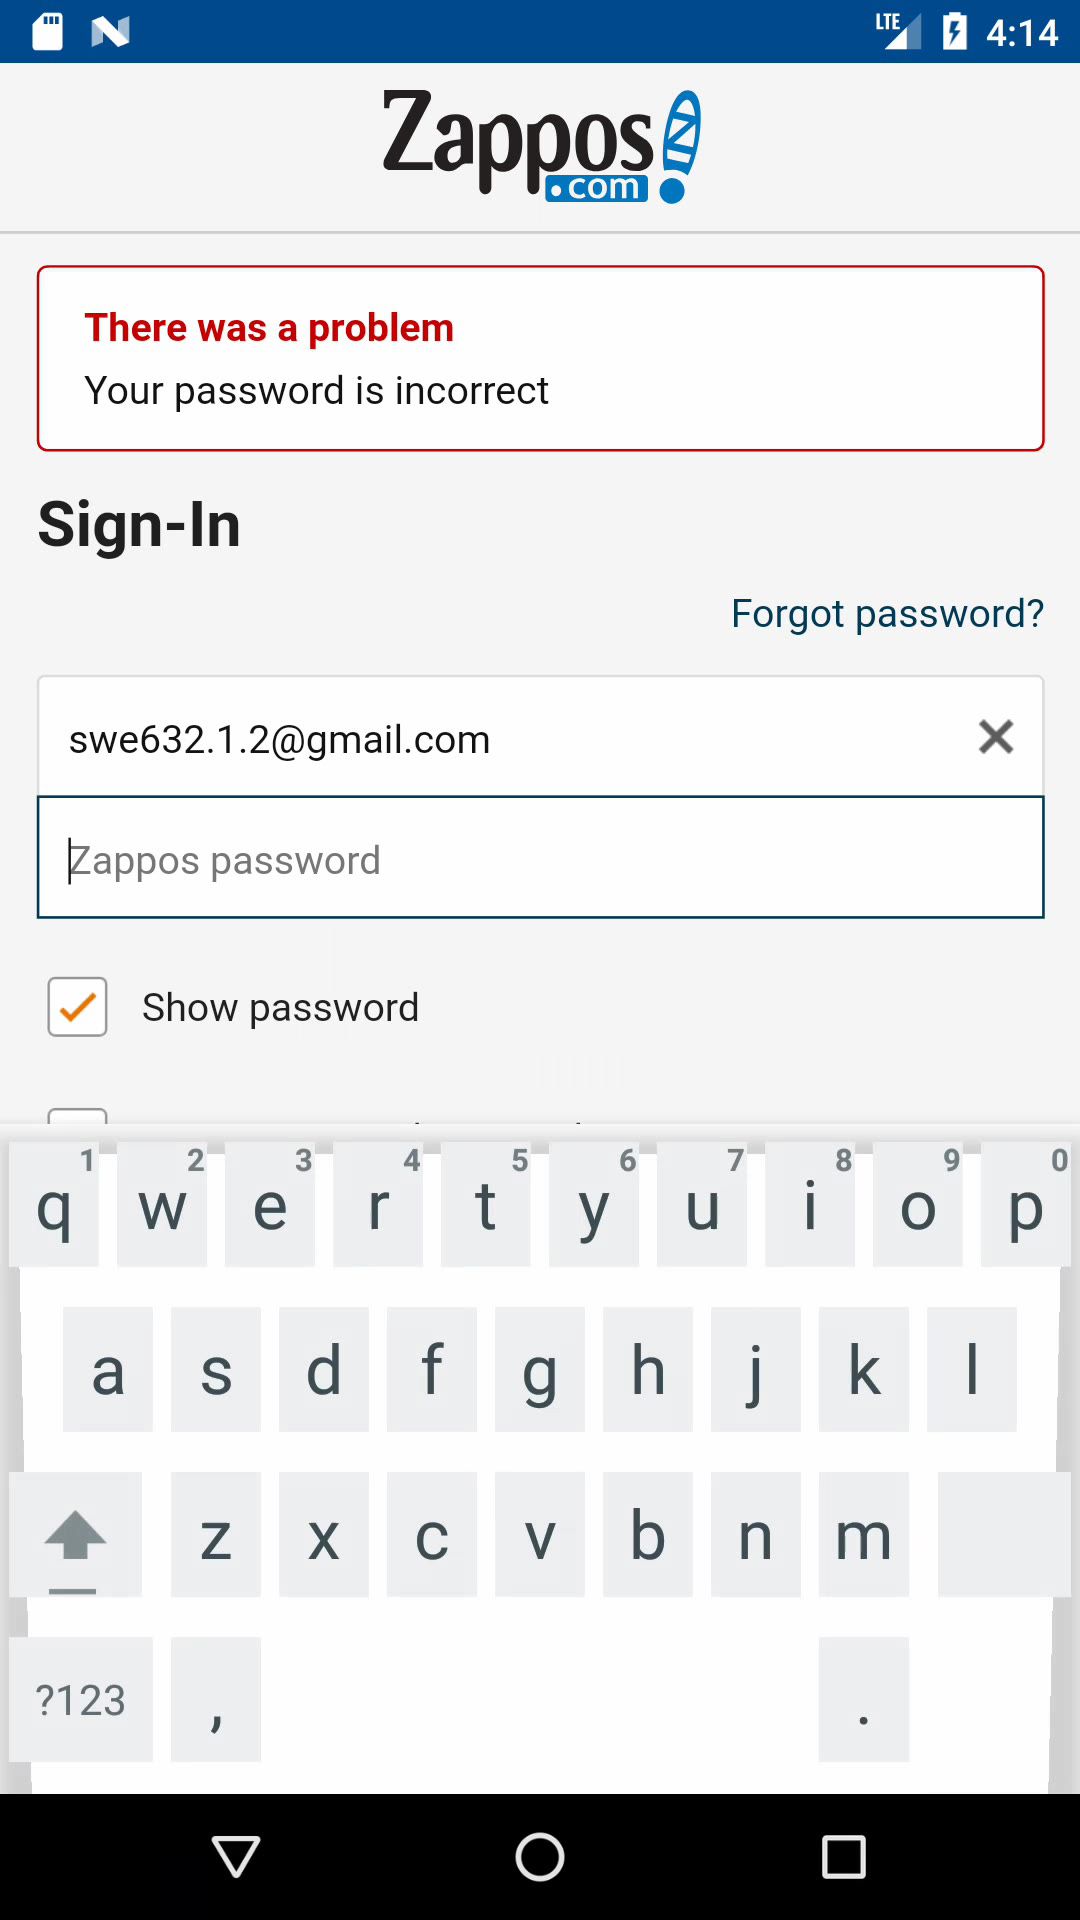 LTE 4:14
Zappos
.com
There was a problem
Your password is incorrect
Sign-In
Forgot password?
swe632.1.2@gmail.com
Zappos password
Show password
1 2 3 4 5 6 7 8 9 0
q w e r t y u i o p
a s d f g h j k l
z x c v b n m
?123 , .